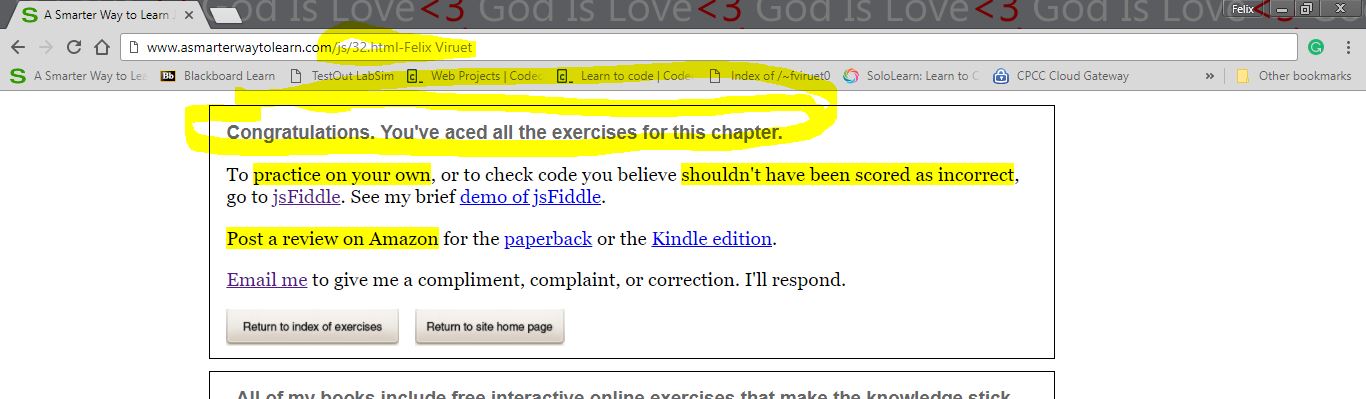 God Is Love<3 God Is Love<3 God Is Love<3
A Smarter Way to Learn J
Felix
www.asmarterwaytolearn.com/js/32.html-Felix Viruet
A Smarter Way to Lea Bb Blackboard Learn TestOut LabSim Web Projects | Codec Learn to code | Code Index of /~fviruet0 SoloLearn: Learn to C CPCC Cloud Gateway » Other bookmarks
Congratulations. You've aced all the exercises for this chapter.
To practice on your own, or to check code you believe shouldn't have been scored as incorrect,
go to jsFiddle. See my brief demo of jsFiddle.
Post a review on Amazon for the paperback or the Kindle edition.
Email me to give me a compliment, complaint, or correction. I'll respond.
Return to index of exercises Return to site home page
All of my books include free interactive online exercises that make the knowledge stick.